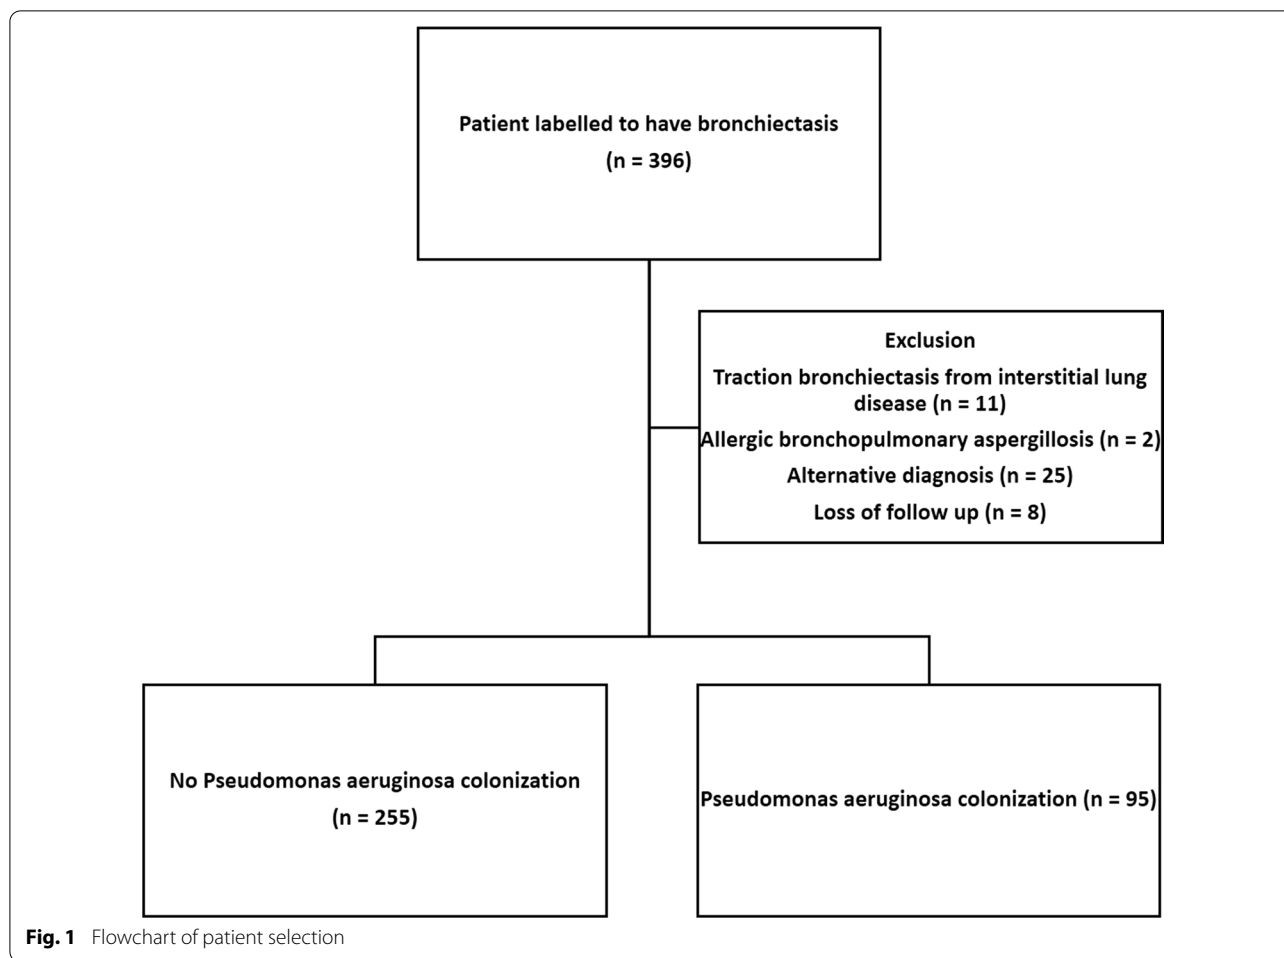 Patient labelled to have bronchiectasis
(n = 396)
Exclusion
Traction bronchiectasis from interstitial lung
disease (n = 11)
Allergic bronchopulmonary aspergillosis (n = 2)
Alternative diagnosis (n = 25)
Loss of follow up (n = 8)
No Pseudomonas aeruginosa colonization
(n = 255)
Pseudomonas aeruginosa colonization (n = 95)
Fig. 1 Flowchart of patient selection